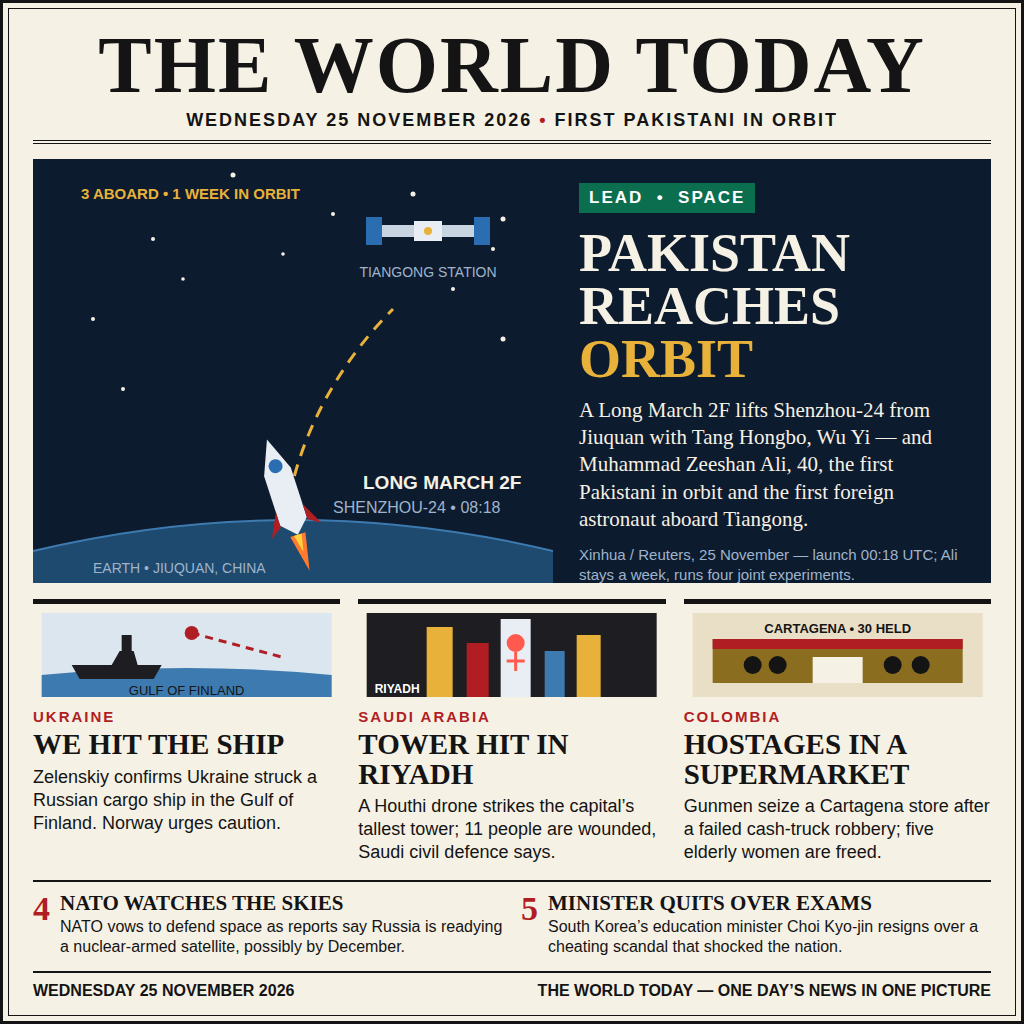 THE WORLD TODAY
WEDNESDAY 25 NOVEMBER 2026 • FIRST PAKISTANI IN ORBIT
3 ABOARD • 1 WEEK IN ORBIT
TIANGONG STATION
LONG MARCH 2F
SHENZHOU-24 • 08:18
EARTH • JIUQUAN, CHINA
LEAD • SPACE
PAKISTAN
REACHES
ORBIT
A Long March 2F lifts Shenzhou-24 from
Jiuquan with Tang Hongbo, Wu Yi — and
Muhammad Zeeshan Ali, 40, the first
Pakistani in orbit and the first foreign
astronaut aboard Tiangong.
Xinhua / Reuters, 25 November — launch 00:18 UTC; Ali
stays a week, runs four joint experiments.
GULF OF FINLAND
UKRAINE
WE HIT THE SHIP
Zelenskiy confirms Ukraine struck a
Russian cargo ship in the Gulf of
Finland. Norway urges caution.
RIYADH
SAUDI ARABIA
TOWER HIT IN
RIYADH
A Houthi drone strikes the capital’s
tallest tower; 11 people are wounded,
Saudi civil defence says.
CARTAGENA • 30 HELD
COLOMBIA
HOSTAGES IN A
SUPERMARKET
Gunmen seize a Cartagena store after
a failed cash-truck robbery; five
elderly women are freed.
4 NATO WATCHES THE SKIES
NATO vows to defend space as reports say Russia is readying
a nuclear-armed satellite, possibly by December.
5 MINISTER QUITS OVER EXAMS
South Korea’s education minister Choi Kyo-jin resigns over a
cheating scandal that shocked the nation.
WEDNESDAY 25 NOVEMBER 2026
THE WORLD TODAY — ONE DAY’S NEWS IN ONE PICTURE